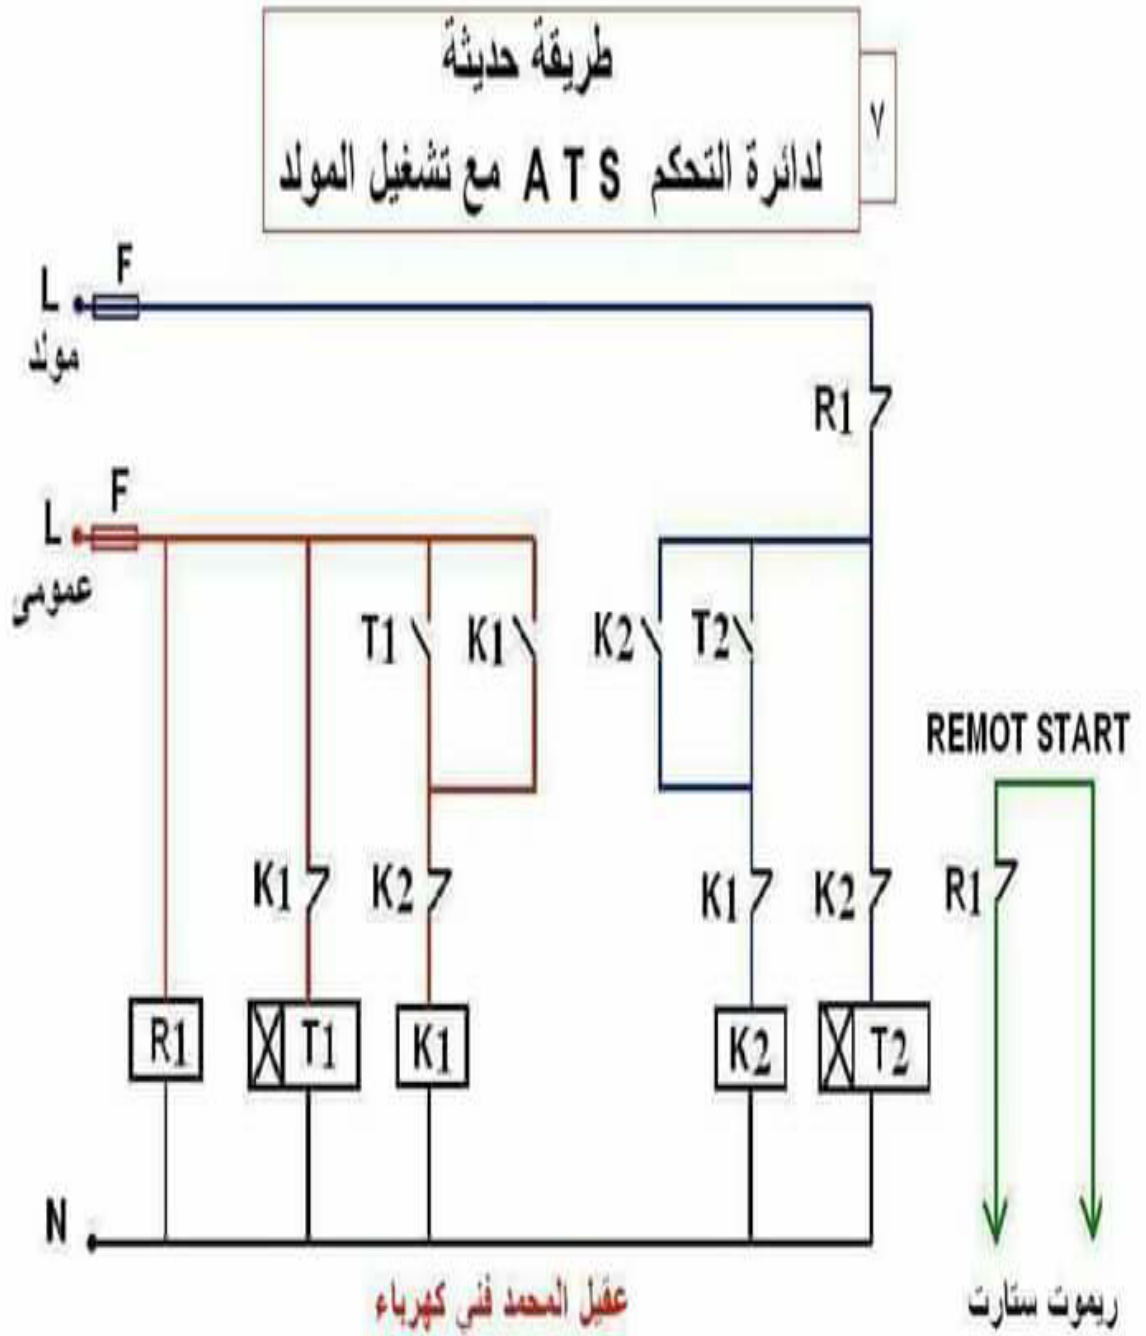 طريقة حديثة
٧
لدائرة التحكم A T S مع تشغيل المولد
F
L
مولد
R1
F
L
عمومى
T1
K1
K2
T2
REMOT START
K1
K2
K1
K2
R1
R1
T1
K1
K2
T2
N
عقيل المحمد فني كهرباء
ريموت ستارت